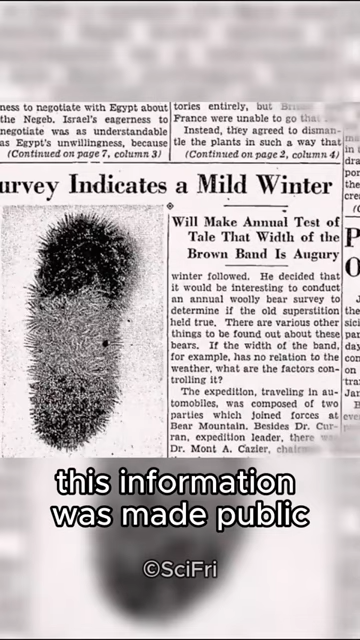 ness to negotiate with Egypt about
the Negeb. Israel's eagerness to
negotiate was as understandable
as Egypt's unwillingness, because
(Continued on page 7, column 3)
tories entirely, but
France were unable to go
Instead, they agreed to disman-
tle the plants in such a way that
(Continued on page 2, column 4)
urvey Indicates a Mild Winter
Will Make Annual Test of
Tale That Width of the
Brown Band Is Augury
winter followed. He decided that
it would be interesting to conduct
an annual woolly bear survey to
determine if the old superstition
held true. There are various other
things to be found out about these
bears. If the width of the band,
for example, has no relation to the
weather, what are the factors con-
trolling it?
The expedition, traveling in au-
tomobiles, was composed of two
parties which joined forces at
Bear Mountain. Besides Dr. Cur-
ran, expedition leader, there
Dr. Mont A. Cazier,
this information
was made public
©SciFri